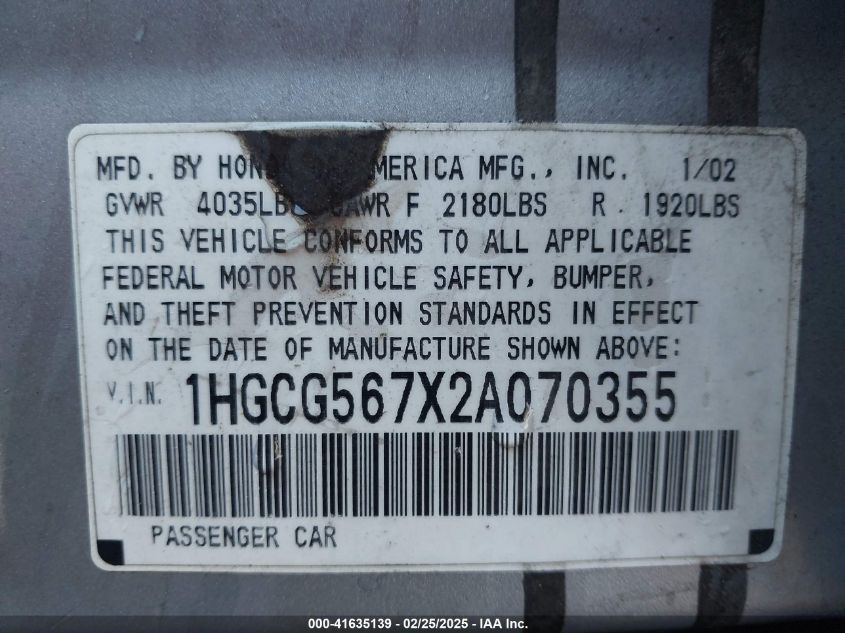 MFD. BY HON AMERICA MFG., INC. 1/02
GVWR 4035LBS GAWR F 2180LBS R 1920LBS
THIS VEHICLE CONFORMS TO ALL APPLICABLE
FEDERAL MOTOR VEHICLE SAFETY, BUMPER,
AND THEFT PREVENTION STANDARDS IN EFFECT
ON THE DATE OF MANUFACTURE SHOWN ABOVE:
V.I.N. 1HGCG567X2A070355
PASSENGER CAR
000-41635139 - 02/25/2025 - IAA Inc.